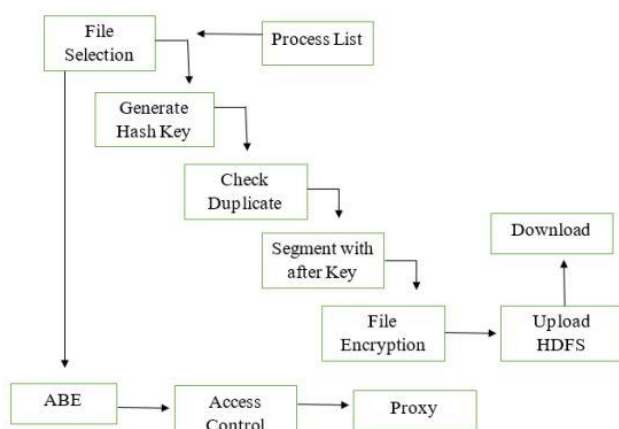 File
Selection
Process List
Generate
Hash Key
Check
Duplicate
Segment with
after Key
Download
File
Encryption
Upload
HDFS
ABE
Access
Control
Proxy